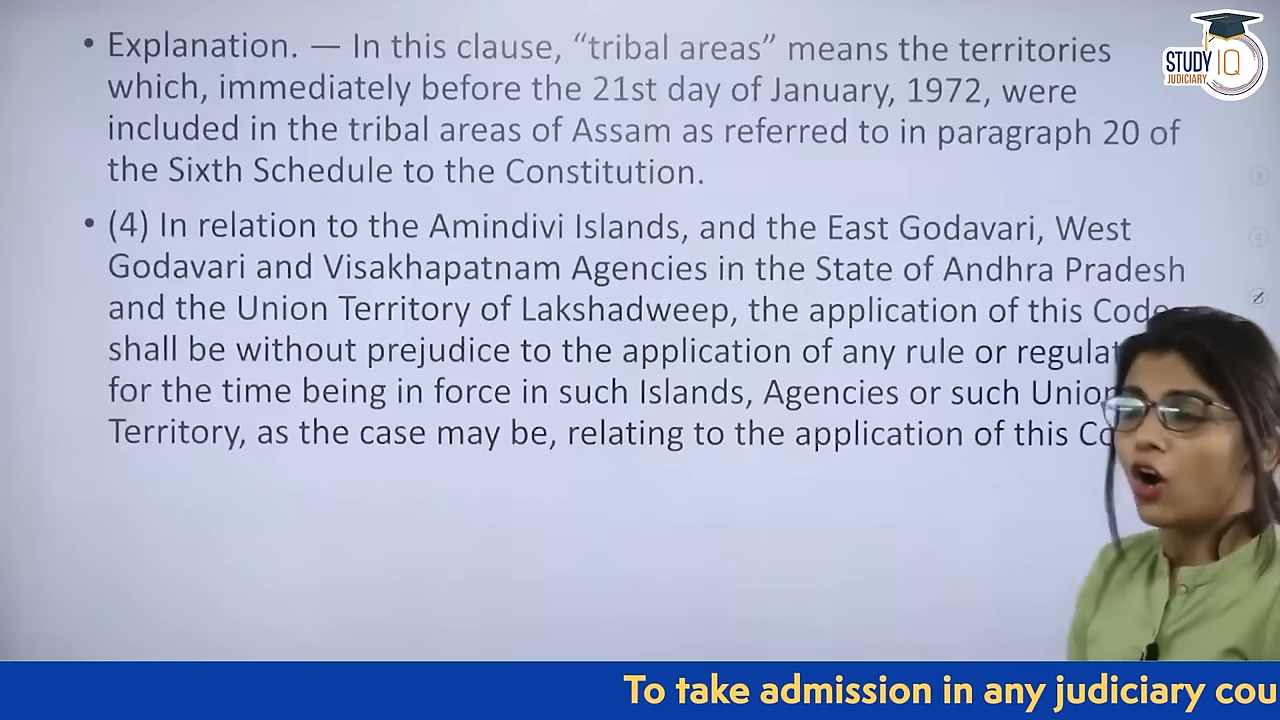 • Explanation. — In this clause, “tribal areas” means the territories
which, immediately before the 21st day of January, 1972, were
included in the tribal areas of Assam as referred to in paragraph 20 of
the Sixth Schedule to the Constitution.
• (4) In relation to the Amindivi Islands, and the East Godavari, West
Godavari and Visakhapatnam Agencies in the State of Andhra Pradesh
and the Union Territory of Lakshadweep, the application of this Code
shall be without prejudice to the application of any rule or regulat
for the time being in force in such Islands, Agencies or such Union
Territory, as the case may be, relating to the application of this Co
STUDY IQ
JUDICIARY
To take admission in any judiciary cou